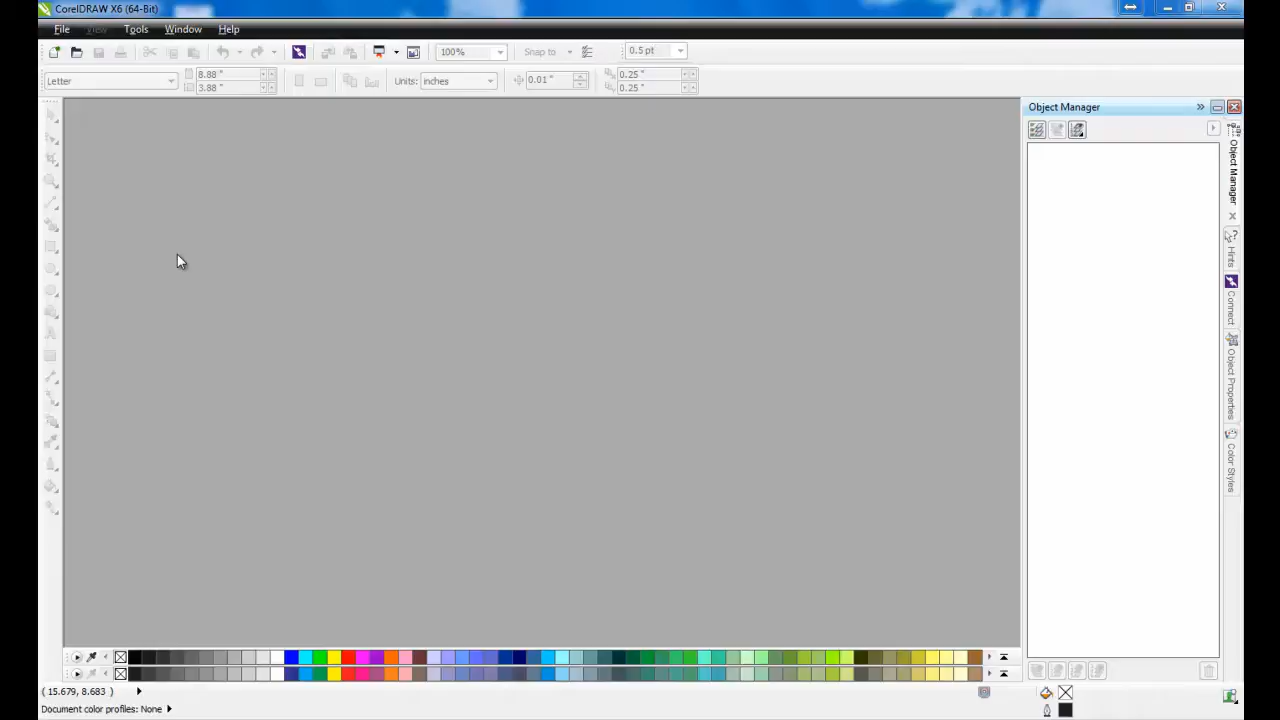 CorelDRAW X6 (64-Bit)
File View Tools Window Help
100% Snap to 0.5 pt
Letter 8.88 " 3.88 " Units: inches 0.01 " 0.25 " 0.25 "
Object Manager
Object Manager
Hints
Connect
Object Properties
Color Styles
( 15.679, 8.683 )
Document color profiles: None